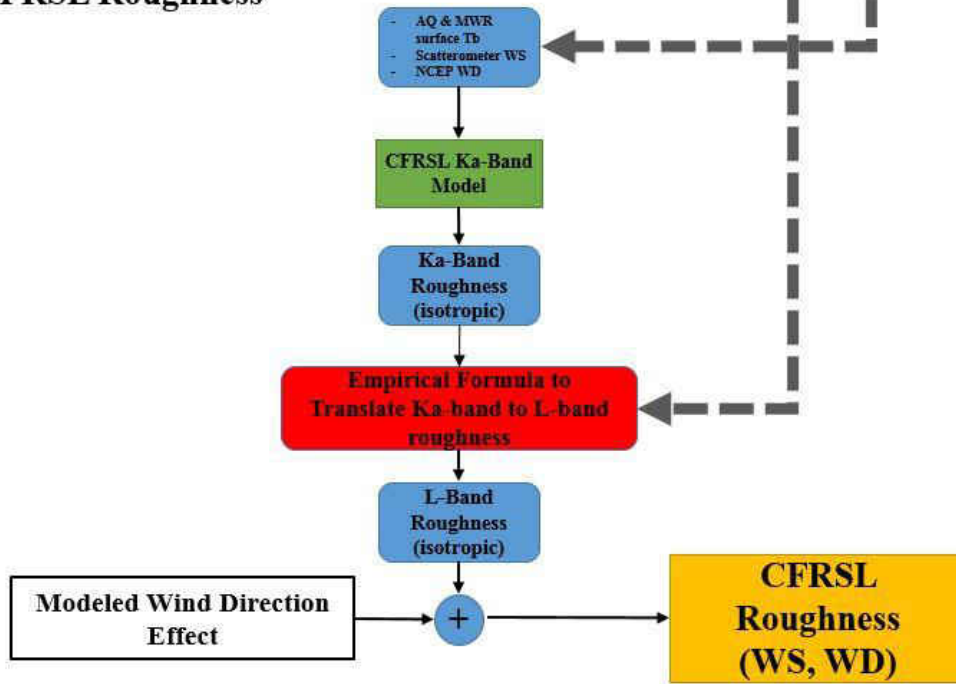 FRSL Roughness
- AQ & MWR
surface Tb
- Scatterometer WS
- NCEP WD
CFRSL Ka-Band
Model
Ka-Band
Roughness
(isotropic)
Empirical Formula to
Translate Ka-band to L-band
roughness
L-Band
Roughness
(isotropic)
Modeled Wind Direction
Effect
+
CFRSL
Roughness
(WS, WD)